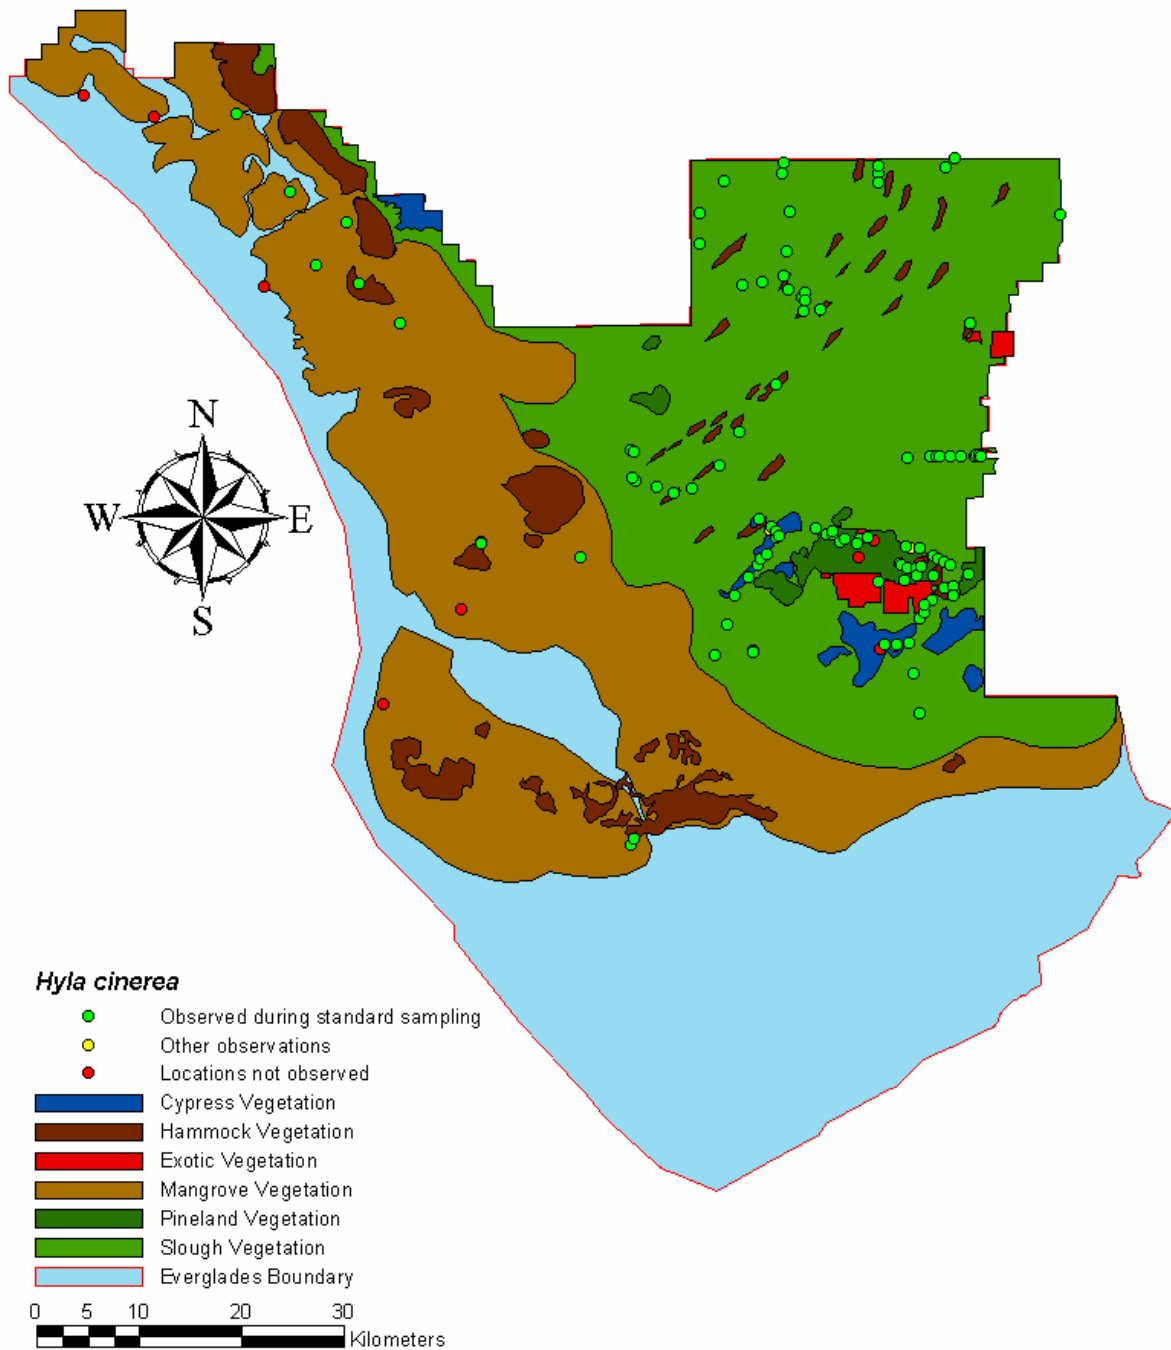 N
W E
S
Hyla cinerea
Observed during standard sampling
Other observations
Locations not observed
Cypress Vegetation
Hammock Vegetation
Exotic Vegetation
Mangrove Vegetation
Pineland Vegetation
Slough Vegetation
Everglades Boundary
0 5 10 20 30
Kilometers